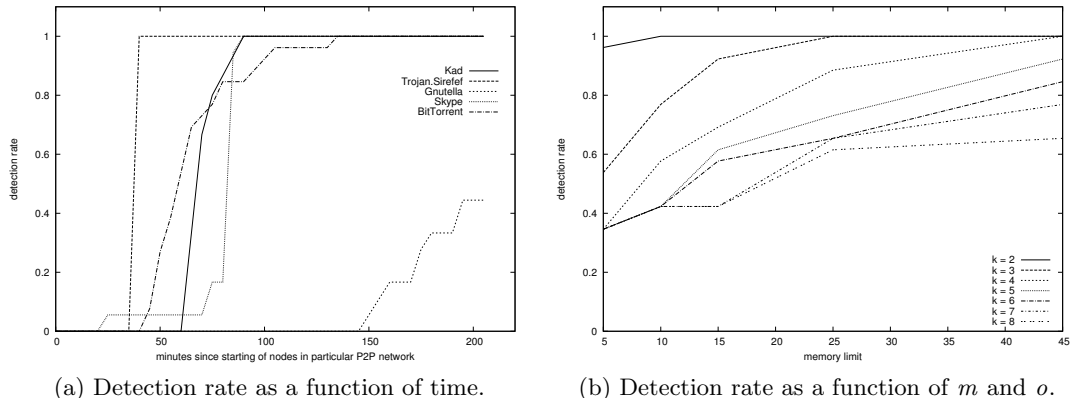 1
0.8
0.6
0.4
0.2
0
detection rate
0 50 100 150 200
minutes since starting of nodes in particular P2P network
Kad
Trojan.Sirefef
Gnutella
Skype
BitTorrent
(a) Detection rate as a function of time.
1
0.8
0.6
0.4
0.2
0
detection rate
5 10 15 20 25 30 35 40 45
memory limit
k = 2
k = 3
k = 4
k = 5
k = 6
k = 7
k = 8
(b) Detection rate as a function of m and o.